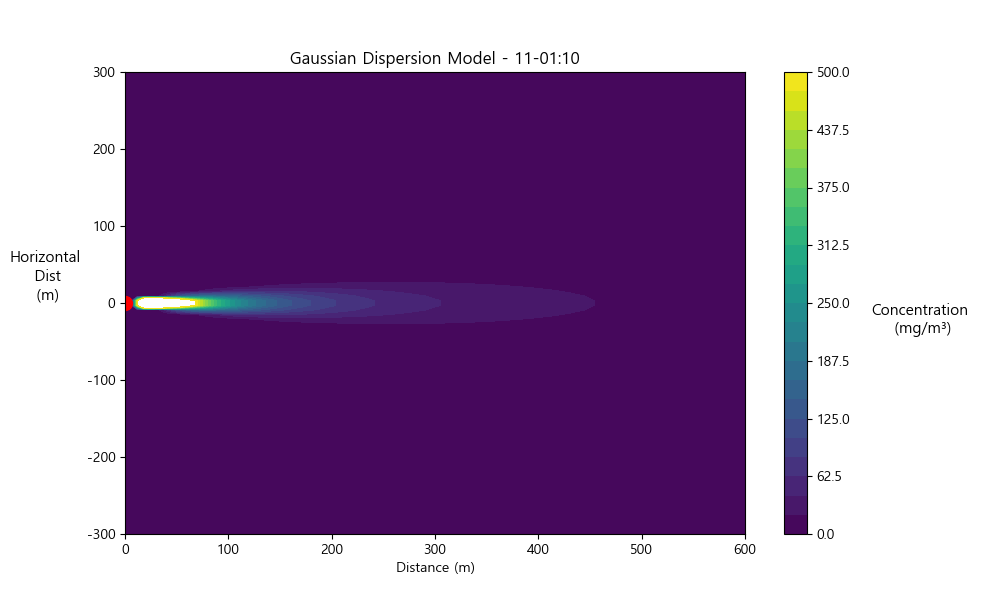 Gaussian Dispersion Model - 11-01:10
300
200
100
0
-100
-200
-300
Horizontal
Dist
(m)
0 100 200 300 400 500 600
Distance (m)
500.0
437.5
375.0
312.5
250.0
187.5
125.0
62.5
0.0
Concentration
(mg/m³)